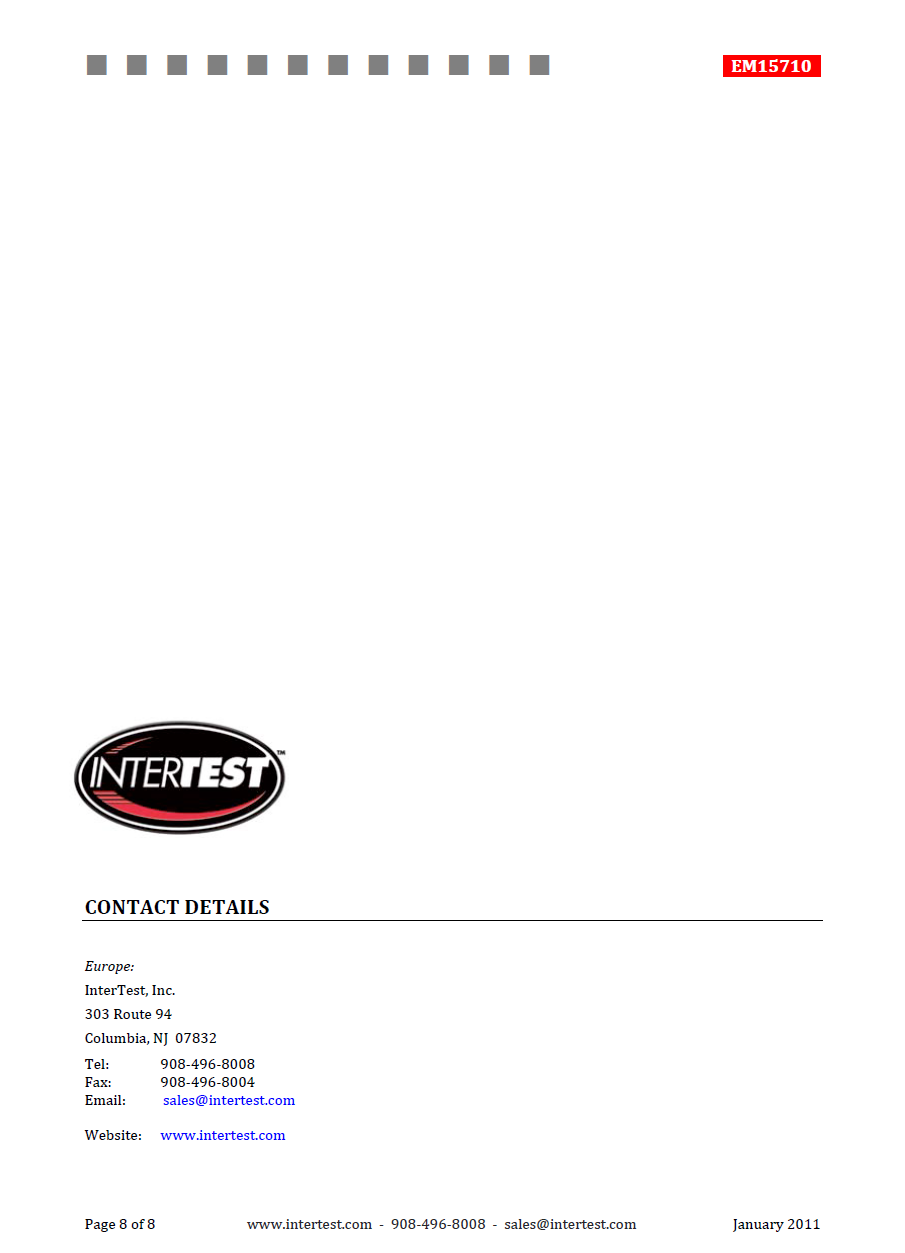 EM15710
INTERTEST™
CONTACT DETAILS
Europe:
InterTest, Inc.
303 Route 94
Columbia, NJ 07832
Tel: 908-496-8008
Fax: 908-496-8004
Email: sales@intertest.com
Website: www.intertest.com
Page 8 of 8 www.intertest.com - 908-496-8008 - sales@intertest.com January 2011